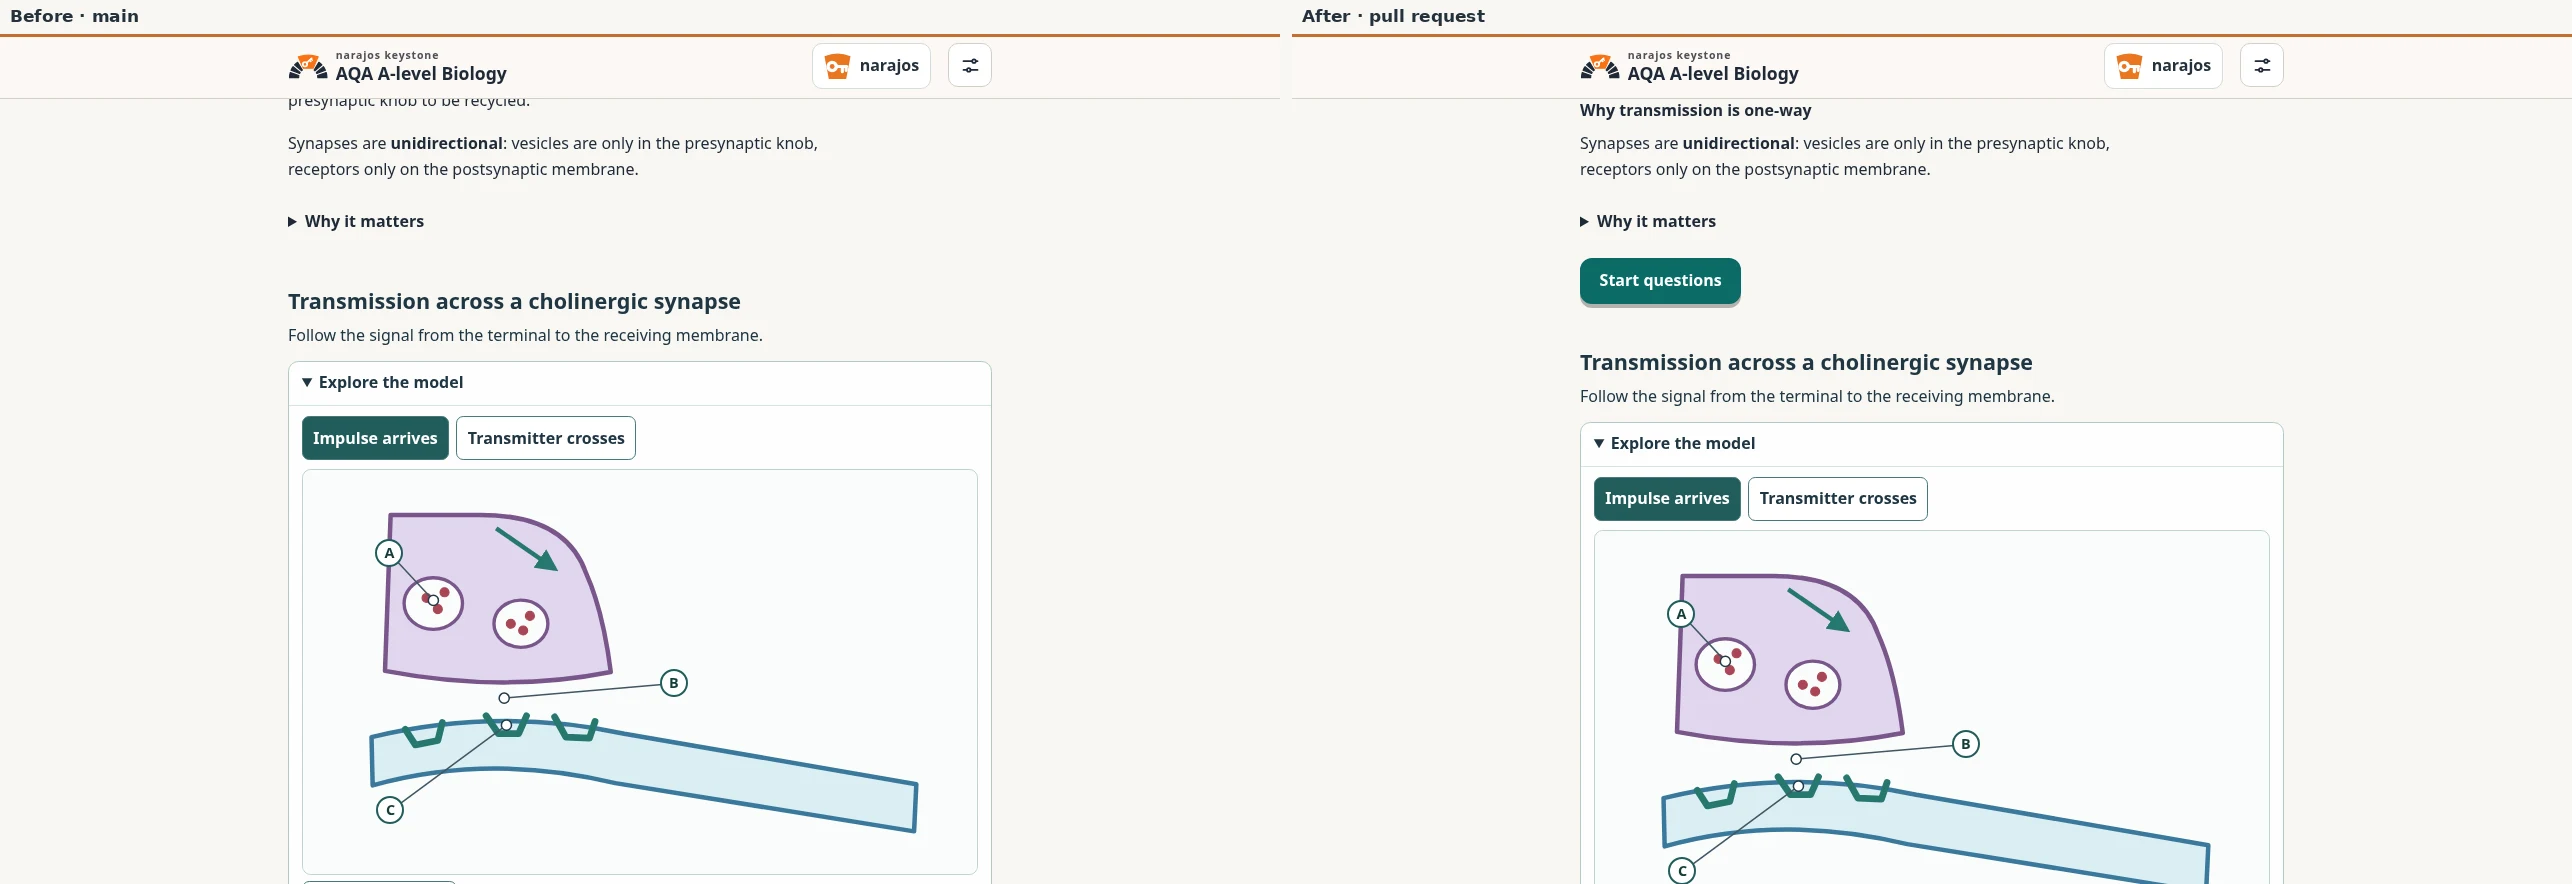 Before · main
narajos keystone
AQA A-level Biology
narajos
presynaptic knob to be recycled.
Synapses are unidirectional: vesicles are only in the presynaptic knob,
receptors only on the postsynaptic membrane.
▶ Why it matters
Transmission across a cholinergic synapse
Follow the signal from the terminal to the receiving membrane.
▼ Explore the model
Impulse arrives
Transmitter crosses
A
B
C
After · pull request
narajos keystone
AQA A-level Biology
narajos
Why transmission is one-way
Synapses are unidirectional: vesicles are only in the presynaptic knob,
receptors only on the postsynaptic membrane.
▶ Why it matters
Start questions
Transmission across a cholinergic synapse
Follow the signal from the terminal to the receiving membrane.
▼ Explore the model
Impulse arrives
Transmitter crosses
A
B
C